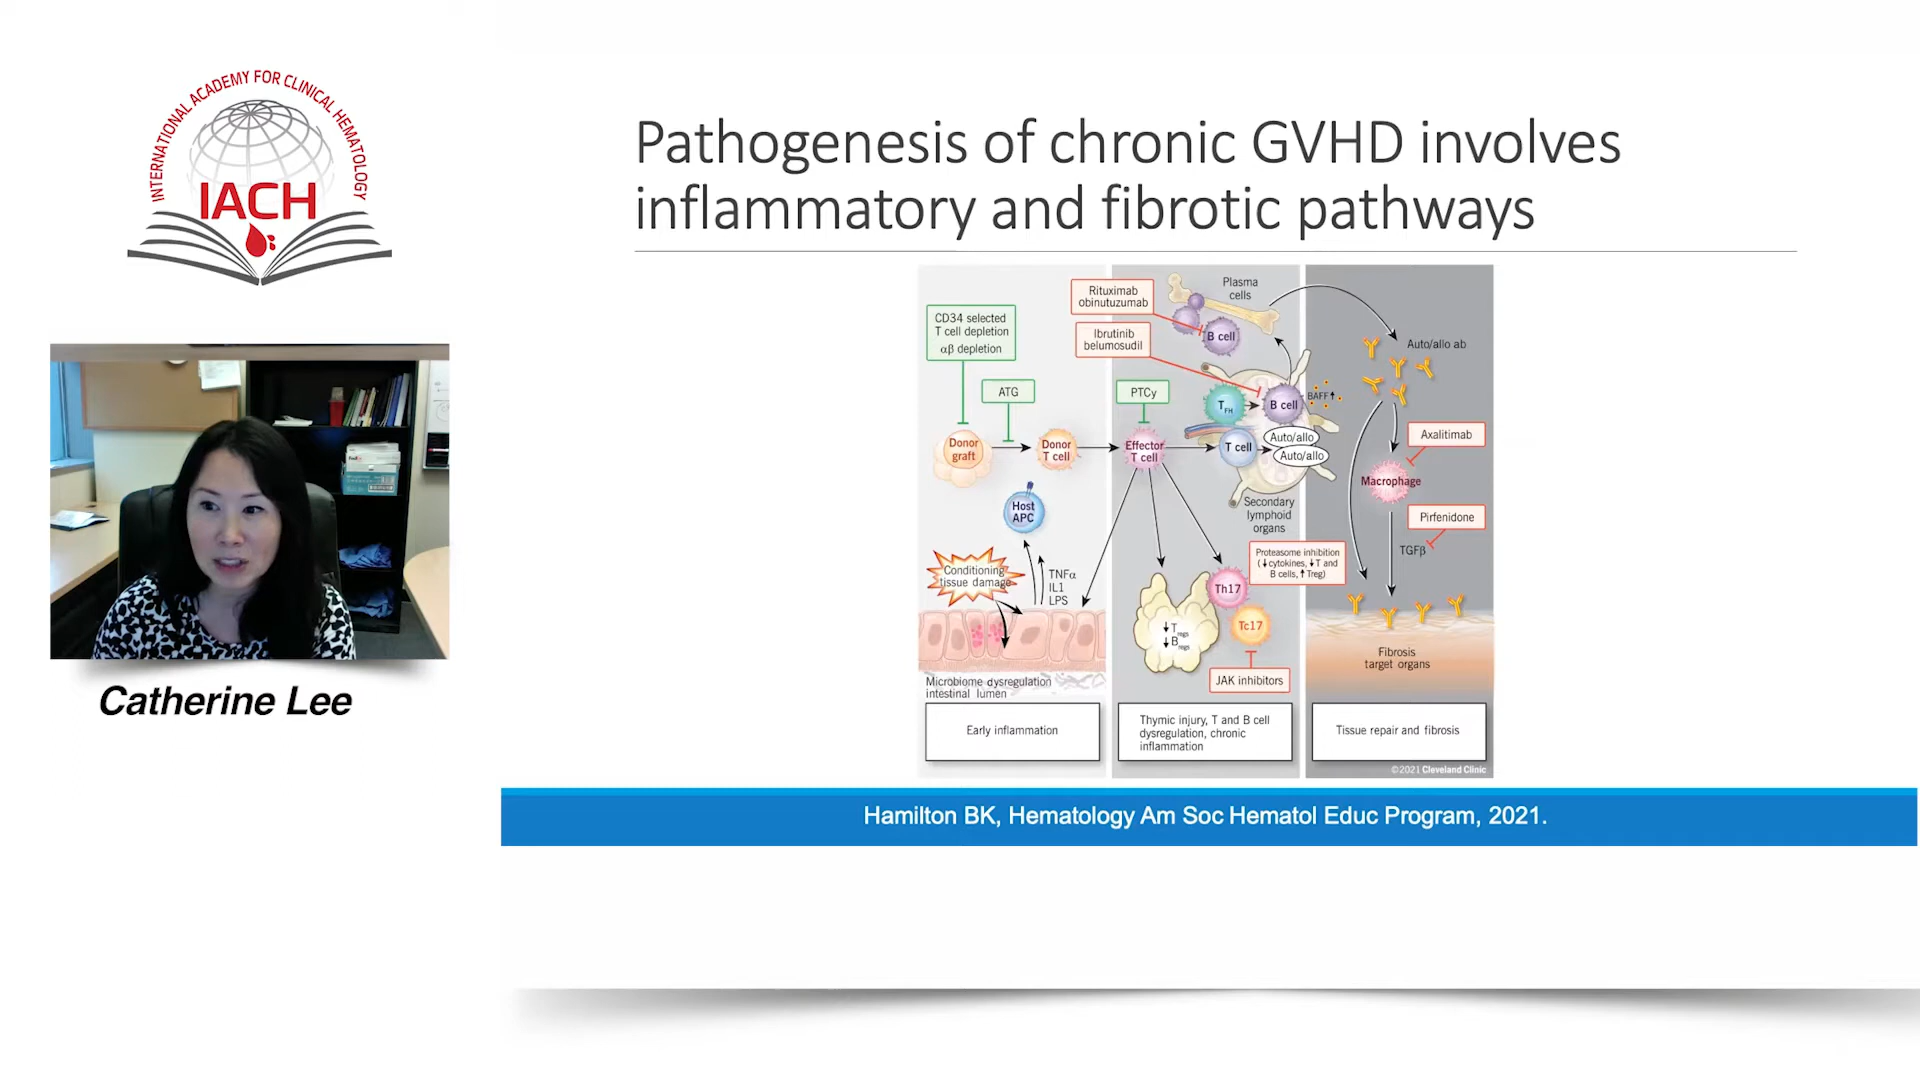 INTERNATIONAL ACADEMY FOR CLINICAL HEMATOLOGY
IACH
Catherine Lee
Pathogenesis of chronic GVHD involves
inflammatory and fibrotic pathways
CD34 selected
T cell depletion
αβ depletion
ATG
Donor
graft
Donor
T cell
Host
APC
Conditioning
tissue damage
TNFα
IL1
LPS
Microbiome dysregulation
intestinal lumen
Early inflammation
Rituximab
obinutuzumab
Ibrutinib
belumosudil
PTCy
Plasma
cells
B cell
Effector
T cell
TFH
B cell
BAFF↑
T cell
Auto/allo
Auto/allo
Secondary
lymphoid
organs
Proteasome inhibition
(↓cytokines, ↓T and
B cells, ↑Treg)
Th17
Tc17
↓Tregs
↓Bregs
JAK inhibitors
Thymic injury, T and B cell
dysregulation, chronic
inflammation
Auto/allo ab
Axalitimab
Macrophage
Pirfenidone
TGFβ
Fibrosis
target organs
Tissue repair and fibrosis
©2021 Cleveland Clinic
Hamilton BK, Hematology Am Soc Hematol Educ Program, 2021.